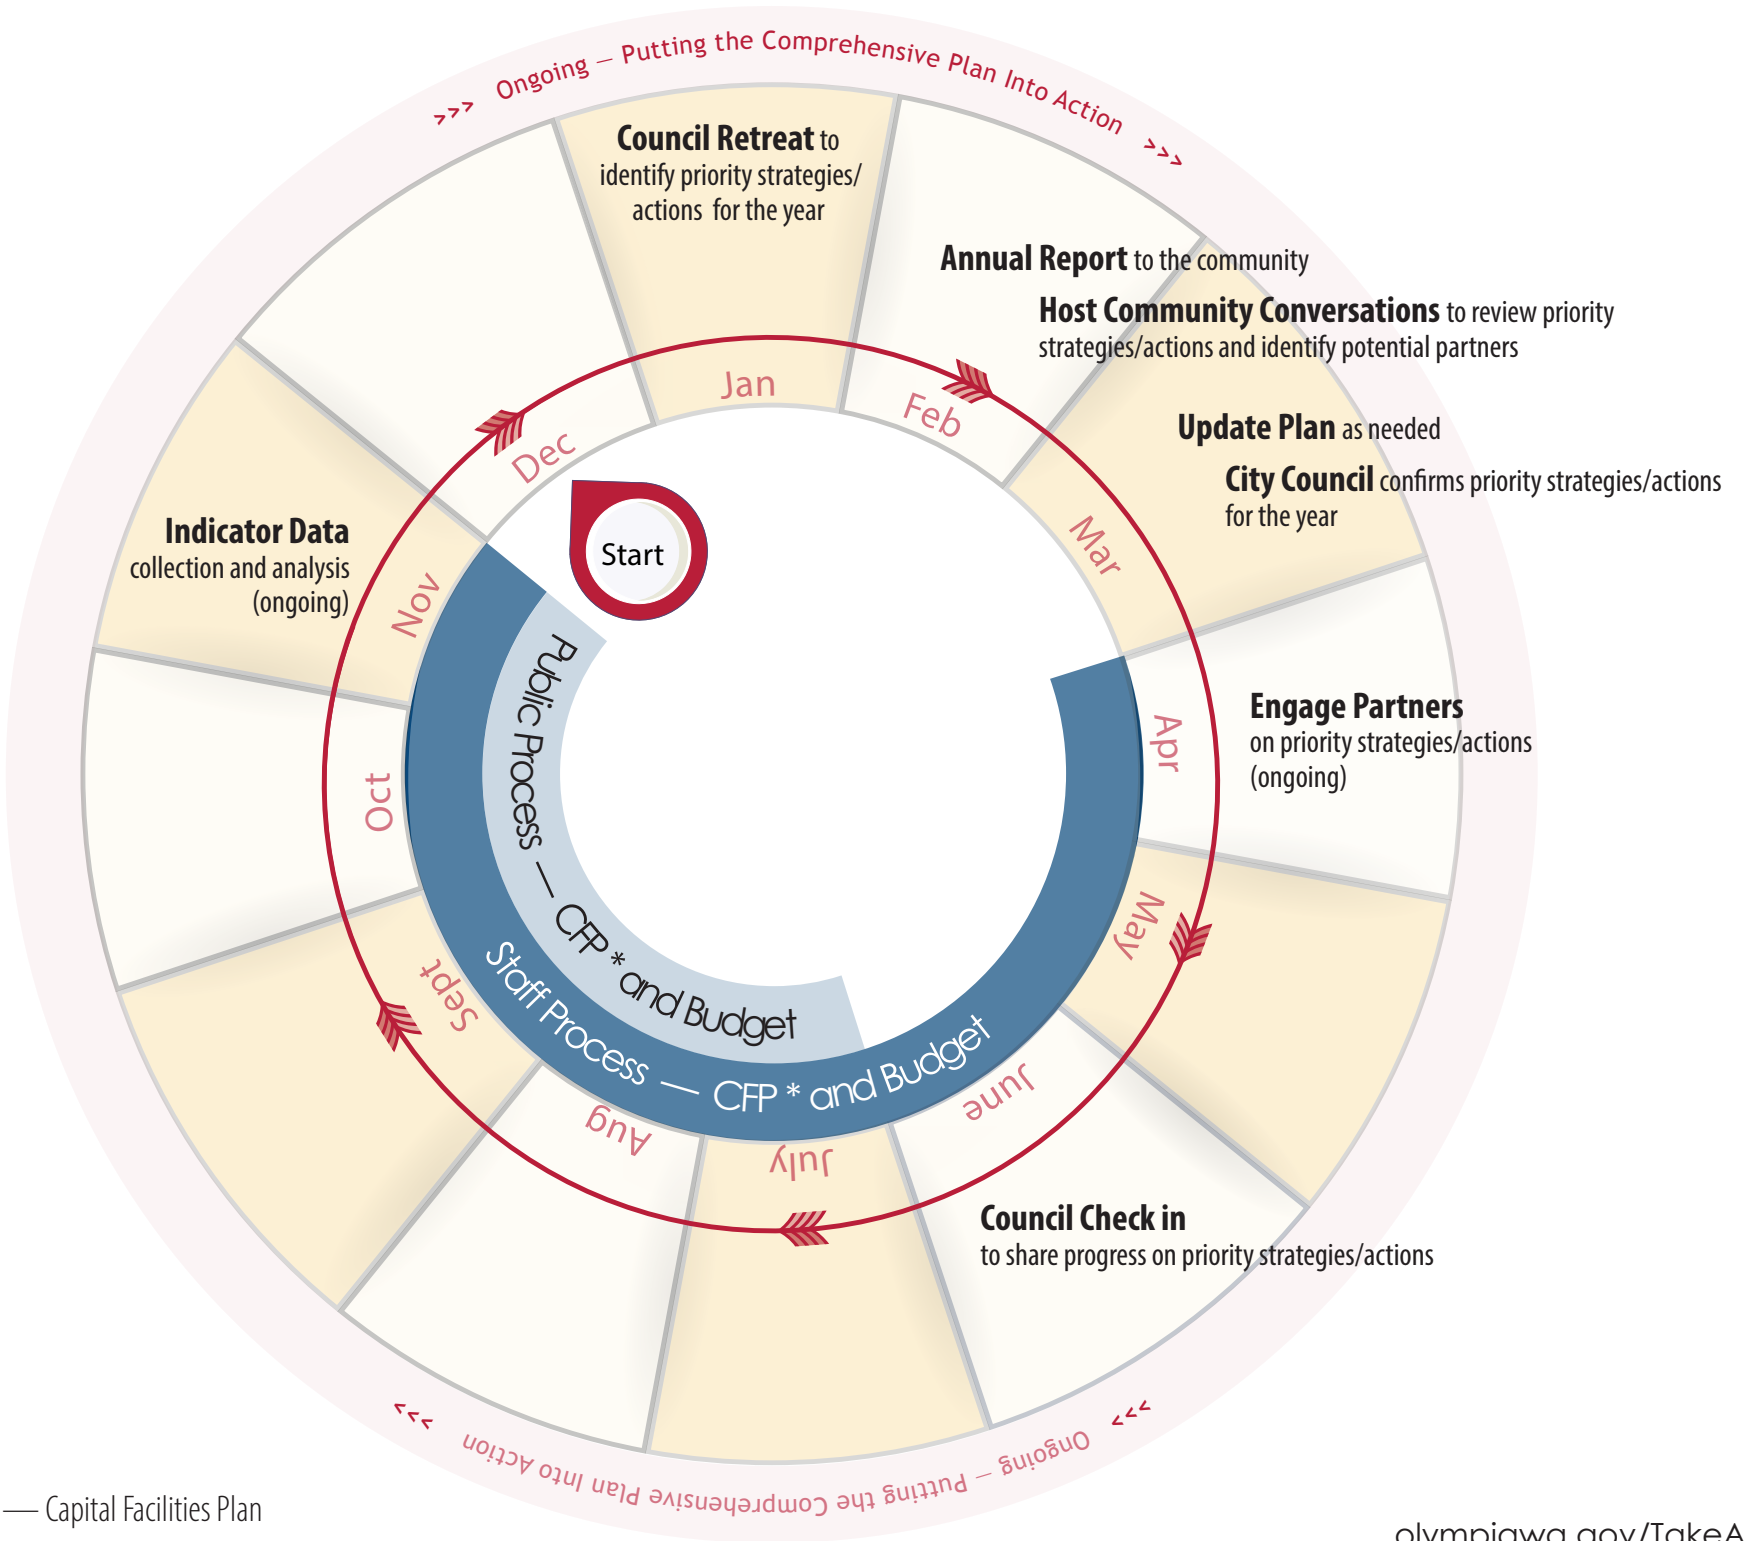 Ongoing — Putting the Comprehensive Plan Into Action
>>>
>>>
Council Retreat to
identify priority strategies/
actions for the year
Annual Report to the community
Host Community Conversations to review priority
strategies/actions and identify potential partners
Update Plan as needed
City Council confirms priority strategies/actions
for the year
Engage Partners
on priority strategies/actions
(ongoing)
Council Check in
to share progress on priority strategies/actions
Indicator Data
collection and analysis
(ongoing)
Jan
Feb
Mar
Apr
May
June
July
Aug
Sept
Oct
Nov
Dec
Start
Public Process — CFP * and Budget
Staff Process — CFP * and Budget
>>>
Ongoing — Putting the Comprehensive Plan Into Action
>>>
— Capital Facilities Plan
olympiawa.gov/TakeA